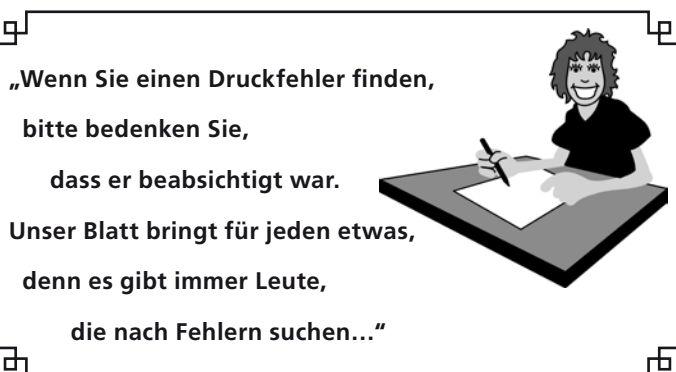 „Wenn Sie einen Druckfehler finden,
bitte bedenken Sie,
dass er beabsichtigt war.
Unser Blatt bringt für jeden etwas,
denn es gibt immer Leute,
die nach Fehlern suchen…“